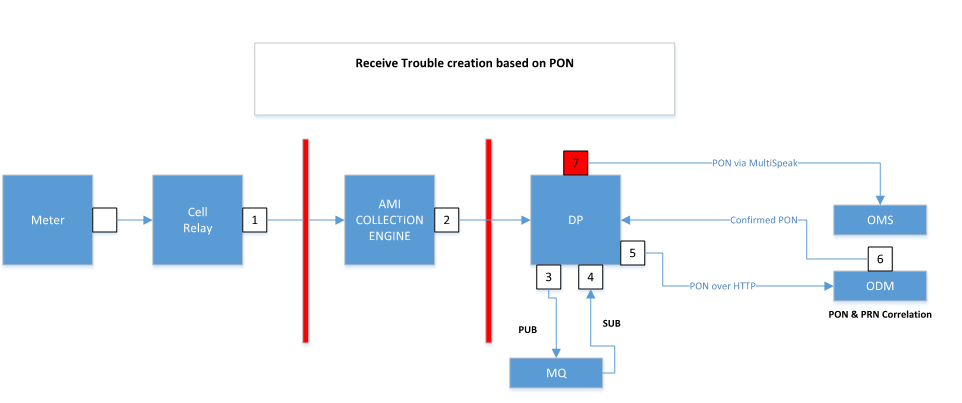 Receive Trouble creation based on PON
7
PON via MultiSpeak
Meter
Cell
Relay
1
AMI
COLLECTION
ENGINE
2
DP
Confirmed PON
OMS
5
6
3
4
PON over HTTP
ODM
PON & PRN Correlation
PUB
SUB
MQ